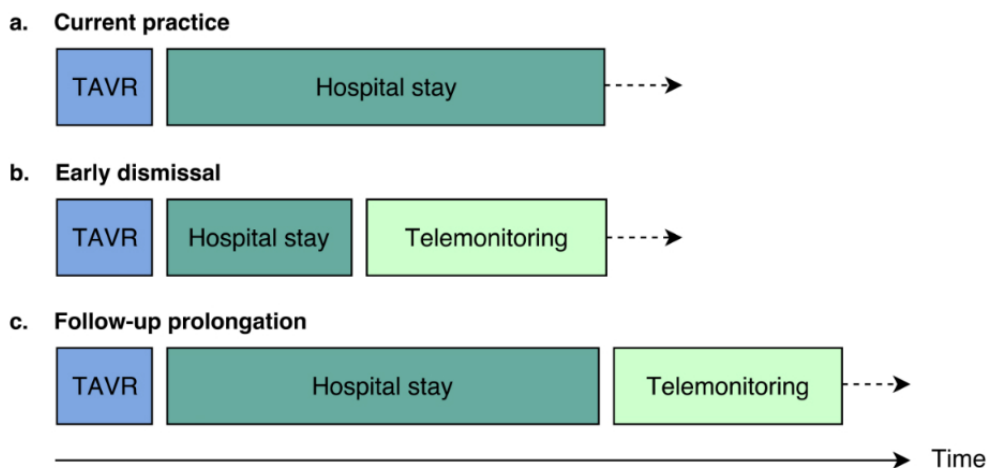 a. Current practice
TAVR Hospital stay
b. Early dismissal
TAVR Hospital stay Telemonitoring
c. Follow-up prolongation
TAVR Hospital stay Telemonitoring
Time